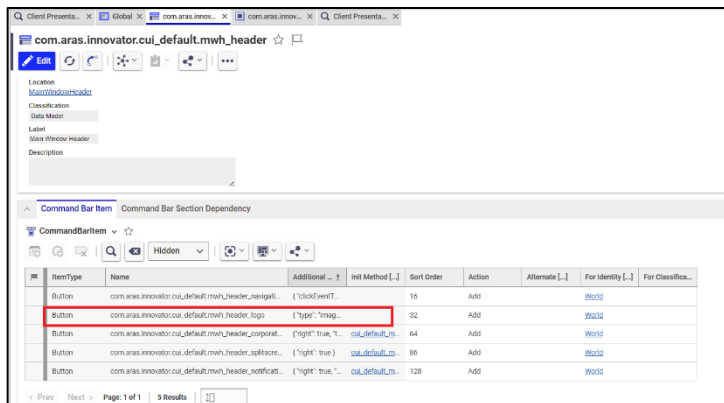 Client Presenta... X Global X com.aras.innov... X com.aras.innov... X Client Presenta... X
com.aras.innovator.cui_default.mwh_header
Edit
Location
MainWindowHeader
Classification
Data Model
Label
Main Window Header
Description
Command Bar Item Command Bar Section Dependency
CommandBarItem
Hidden
ItemType Name Additional ... ↑ Init Method [...] Sort Order Action Alternate [...] For Identity [...] For Classifica...
Button com.aras.innovator.cui_default.mwh_header_navigati... { "clickEventT... 16 Add World
Button com.aras.innovator.cui_default.mwh_header_logo { "type": "imag... 32 Add World
Button com.aras.innovator.cui_default.mwh_header_corporat... {"right": true, "t... cui_default_m... 64 Add World
Button com.aras.innovator.cui_default.mwh_header_splitscre... {"right": true } cui_default_m... 86 Add World
Button com.aras.innovator.cui_default.mwh_header_notificati... {"right": true, "... cui_default_m... 128 Add World
< Prev Next > Page: 1 of 1 5 Results